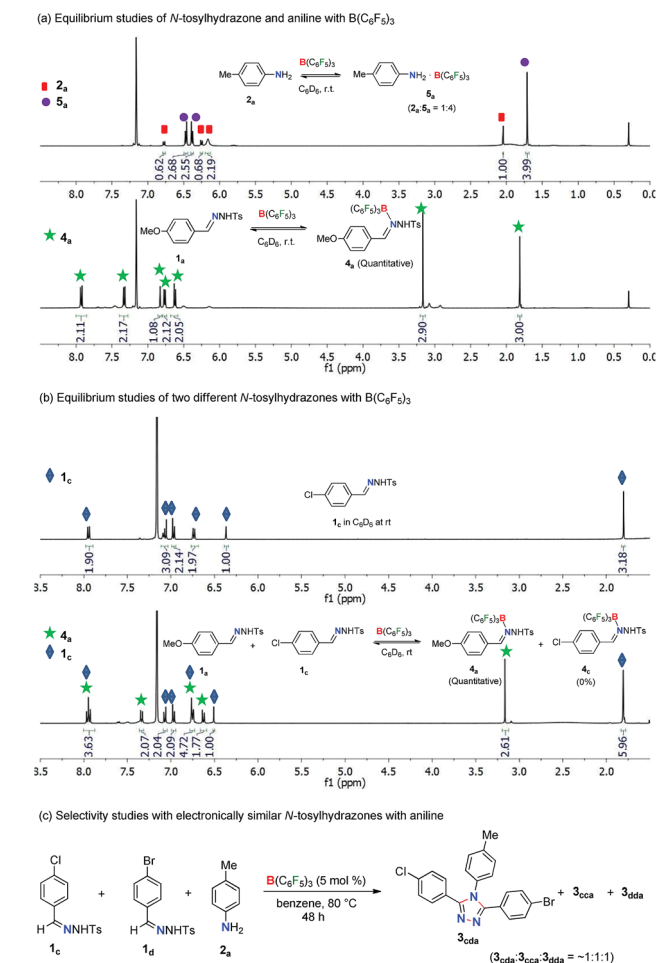 (a) Equilibrium studies of N-tosylhydrazone and aniline with B(C6F5)3
2a
5a
Me
NH2
2a
B(C6F5)3
C6D6, r.t.
Me
NH2 · B(C6F5)3
5a
(2a:5a = 1:4)
0.62
2.68
2.55
0.68
2.19
1.00
3.99
8.0 7.5 7.0 6.5 6.0 5.5 5.0 4.5 4.0 3.5 3.0 2.5 2.0 1.5 1.0 0.5 0.0
4a
MeO
NNHTs
1a
B(C6F5)3
C6D6, r.t.
(C6F5)3B
NNHTs
MeO
4a (Quantitative)
2.11
2.17
1.08
2.12
2.05
2.90
3.00
8.0 7.5 7.0 6.5 6.0 5.5 5.0 4.5 4.0 3.5 3.0 2.5 2.0 1.5 1.0 0.5 0.0
f1 (ppm)
(b) Equilibrium studies of two different N-tosylhydrazones with B(C6F5)3
1c
Cl
NNHTs
1c in C6D6 at rt
1.90
3.09
2.14
1.97
1.00
3.18
3.5 8.0 7.5 7.0 6.5 6.0 5.5 5.0 4.5 4.0 3.5 3.0 2.5 2.0
f1 (ppm)
4a
1c
MeO
NNHTs
1a
+
Cl
NNHTs
1c
B(C6F5)3
C6D6, rt
(C6F5)3B
NNHTs
MeO
4a
(Quantitative)
+
(C6F5)3B
NNHTs
Cl
4c
(0%)
3.63
2.07
2.04
2.09
4.72
1.77
1.00
2.61
5.96
3.5 8.0 7.5 7.0 6.5 6.0 5.5 5.0 4.5 4.0 3.5 3.0 2.5 2.0
f1 (ppm)
(c) Selectivity studies with electronically similar N-tosylhydrazones with aniline
Cl
H
NNHTs
1c
+
Br
H
NNHTs
1d
+
Me
NH2
2a
B(C6F5)3 (5 mol %)
benzene, 80 °C
48 h
Me
Cl
N
Br
N N
3cda
+ 3cca + 3dda
(3cda:3cca:3dda = ~1:1:1)